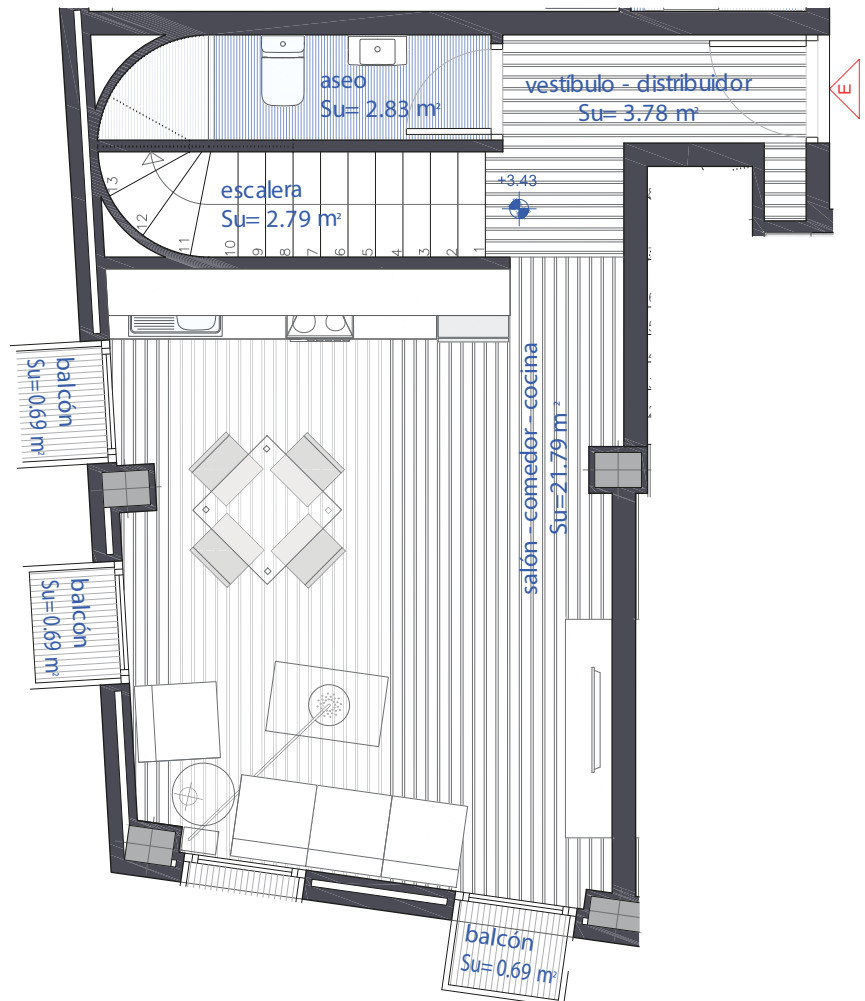 aseo
Su= 2.83 m²
vestíbulo - distribuidor
Su= 3.78 m²
E
escalera
Su= 2.79 m²
+3.43
13
12
11
10
9
8
7
6
5
4
3
2
1
salón - comedor - cocina
Su=21.79 m²
balcón
Su=0.69 m²
balcón
Su=0.69 m²
balcón
Su= 0.69 m²